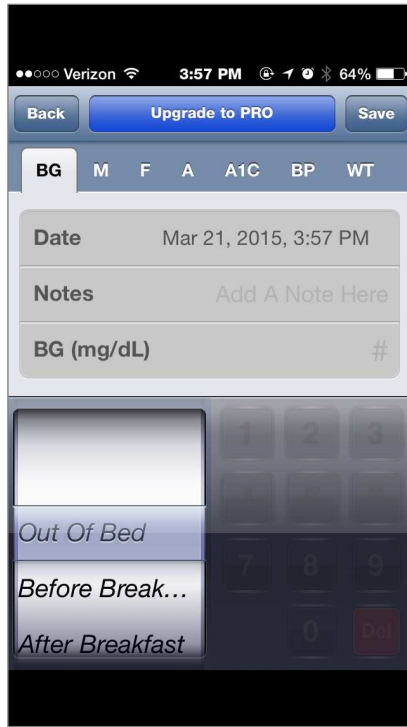 ●●○○○ Verizon 3:57 PM 64%
Back Upgrade to PRO Save
BG M F A A1C BP WT
Date Mar 21, 2015, 3:57 PM
Notes Add A Note Here
BG (mg/dL) #
1 2 3
Out Of Bed
7 8 9
Before Break...
0 Del
After Breakfast